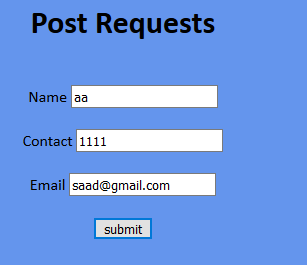 Post Requests
Name aa
Contact 1111
Email saad@gmail.com
submit